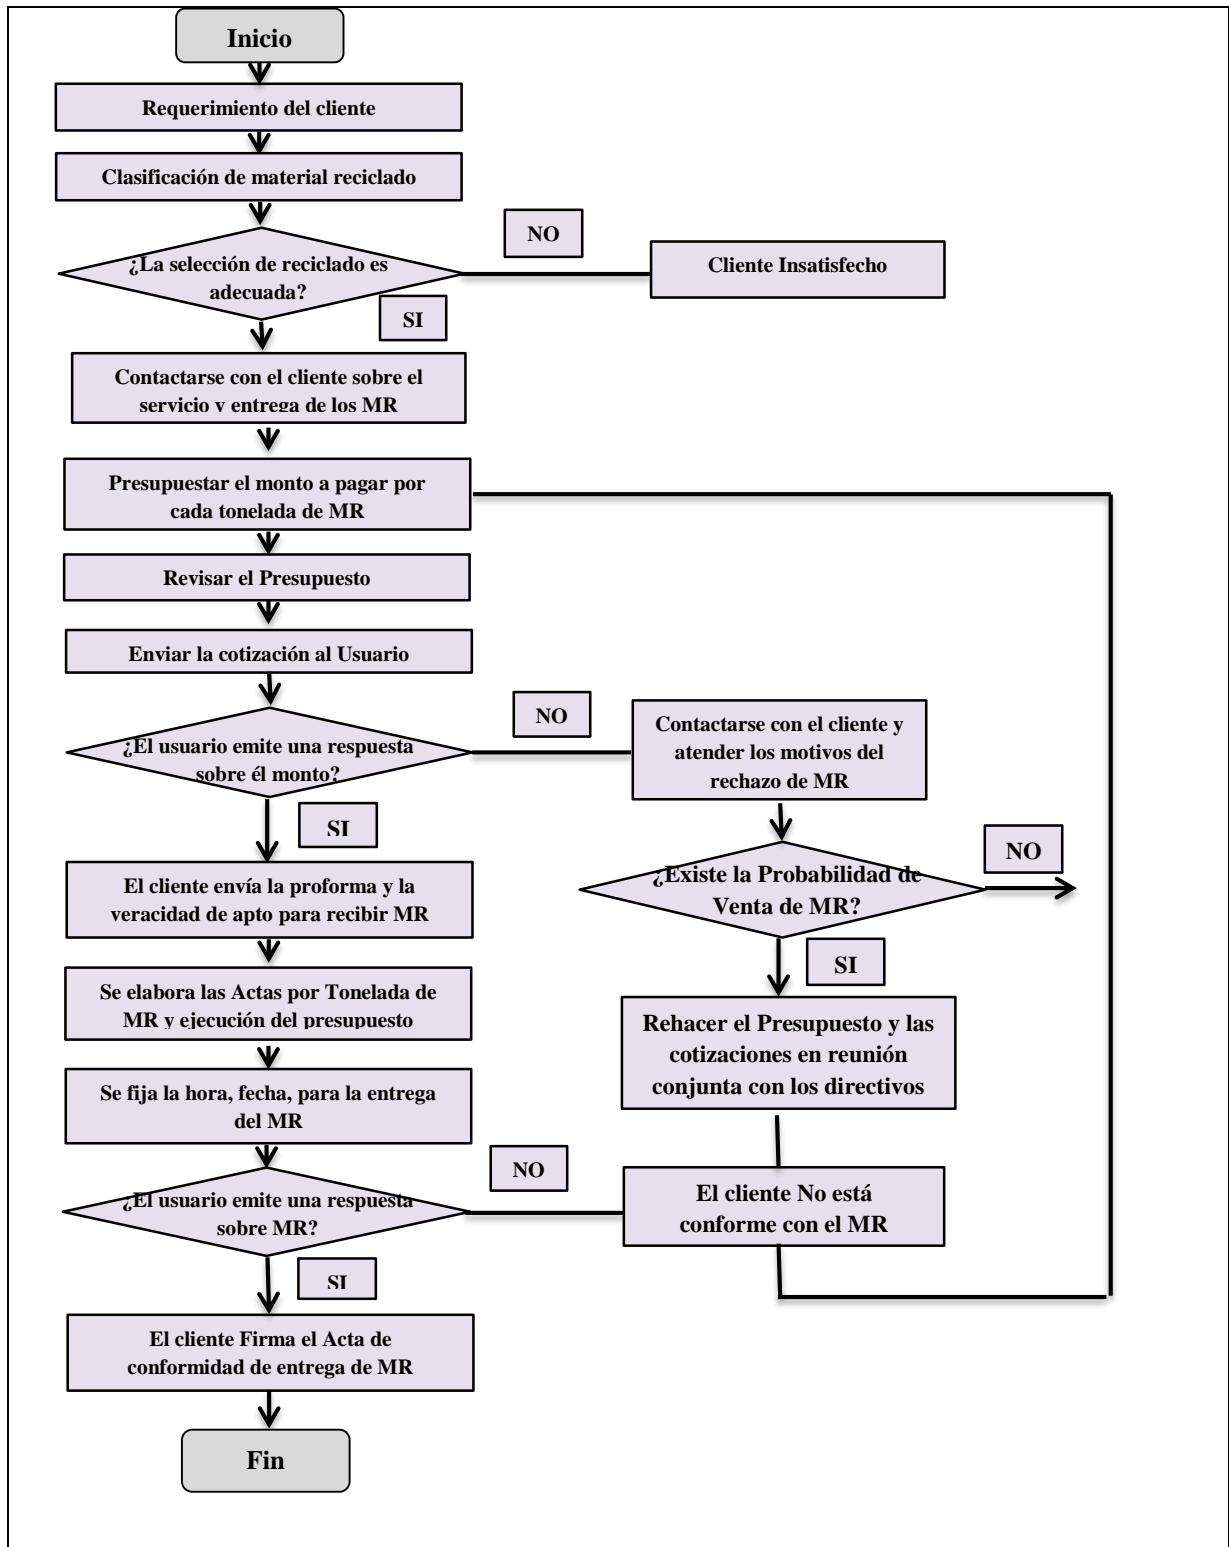 Inicio
Requerimiento del cliente
Clasificación de material reciclado
NO
¿La selección de reciclado es
adecuada?
Cliente Insatisfecho
SI
Contactarse con el cliente sobre el
servicio y entrega de los MR
Presupuestar el monto a pagar por
cada tonelada de MR
Revisar el Presupuesto
Enviar la cotización al Usuario
NO
¿El usuario emite una respuesta
sobre él monto?
Contactarse con el cliente y
atender los motivos del
rechazo de MR
SI
NO
¿Existe la Probabilidad de
Venta de MR?
El cliente envía la proforma y la
veracidad de apto para recibir MR
SI
Se elabora las Actas por Tonelada de
MR y ejecución del presupuesto
Rehacer el Presupuesto y las
cotizaciones en reunión
conjunta con los directivos
Se fija la hora, fecha, para la entrega
del MR
NO
¿El usuario emite una respuesta
sobre MR?
El cliente No está
conforme con el MR
SI
El cliente Firma el Acta de
conformidad de entrega de MR
Fin